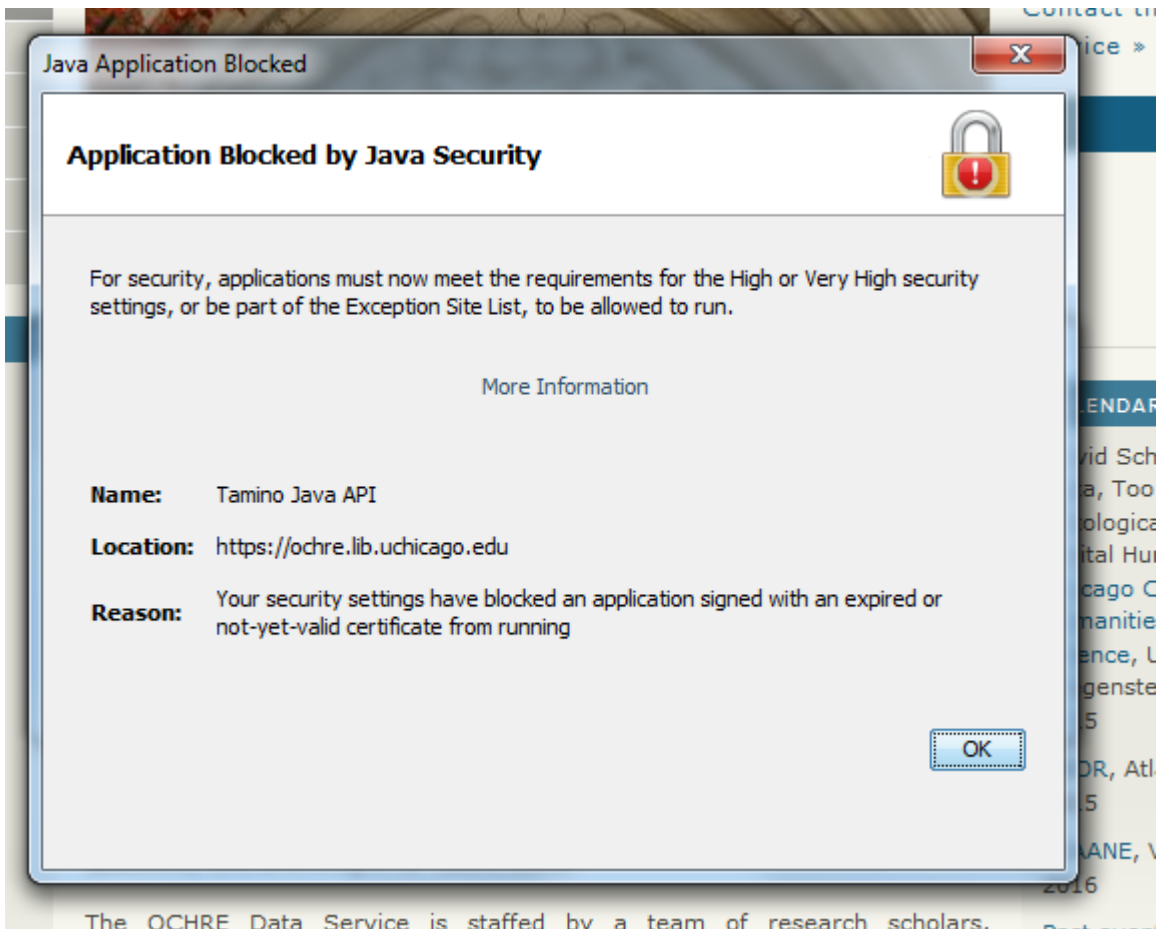 Java Application Blocked
Application Blocked by Java Security
For security, applications must now meet the requirements for the High or Very High security
settings, or be part of the Exception Site List, to be allowed to run.
More Information
Name: Tamino Java API
Location: https://ochre.lib.uchicago.edu
Reason: Your security settings have blocked an application signed with an expired or
not-yet-valid certificate from running
OK
Contact
2016
The OCHRE Data Service is staffed by a team of research scholars,